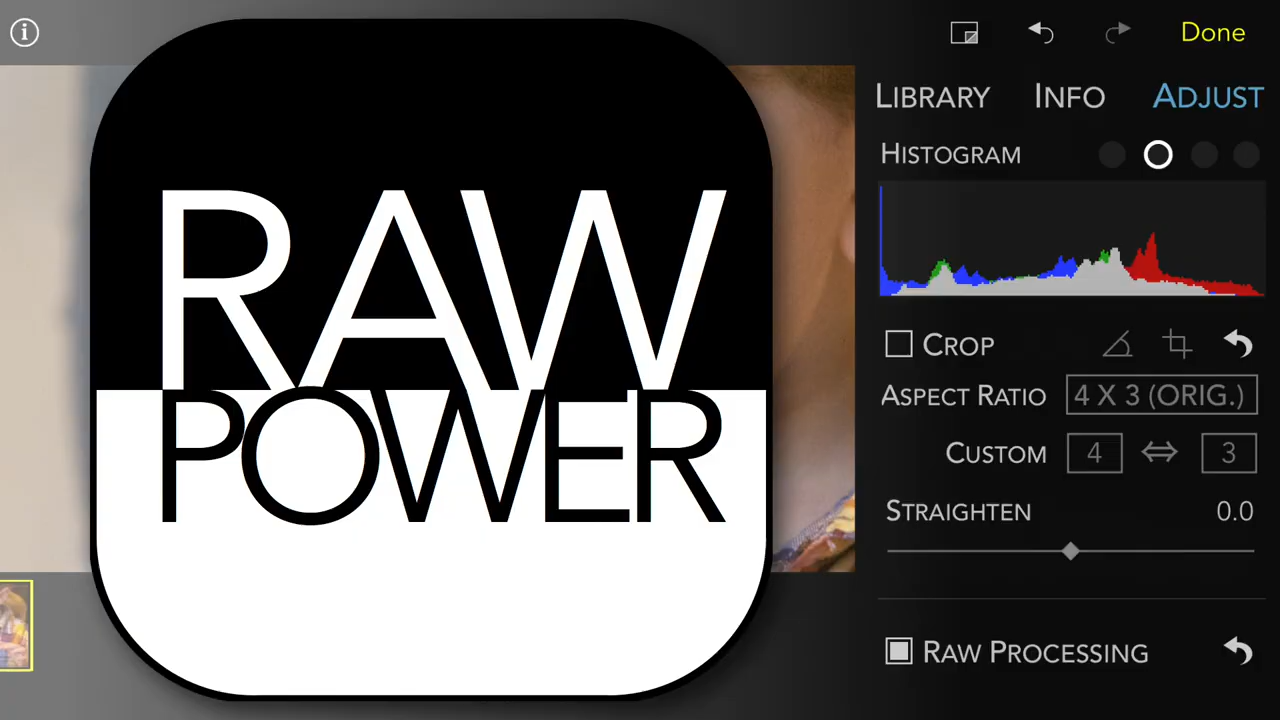 i
Done
LIBRARY INFO ADJUST
HISTOGRAM
RAW
POWER
CROP
ASPECT RATIO 4 X 3 (ORIG.)
CUSTOM 4 3
STRAIGHTEN 0.0
RAW PROCESSING